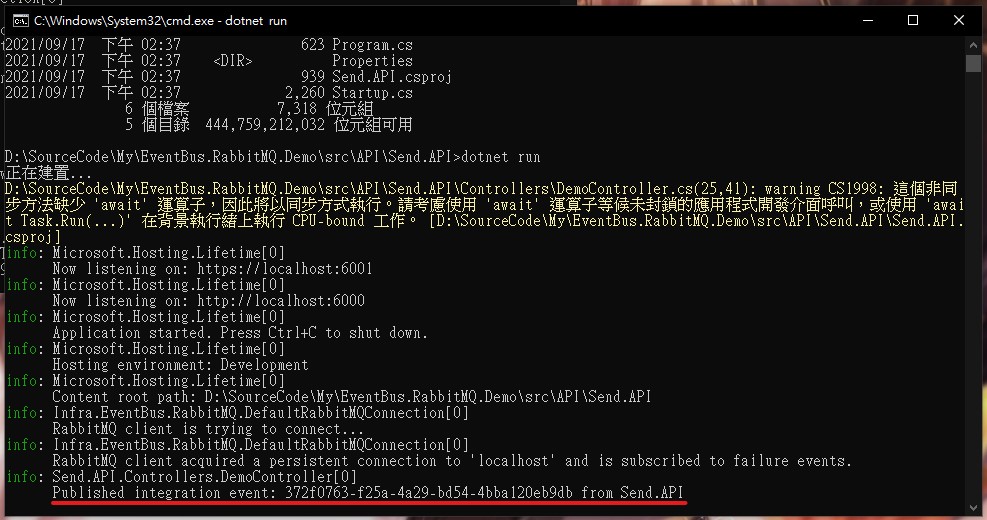 C:\Windows\System32\cmd.exe - dotnet run
2021/09/17  下午 02:37               623 Program.cs
2021/09/17  下午 02:37    <DIR>          Properties
2021/09/17  下午 02:37               939 Send.API.csproj
2021/09/17  下午 02:37             2,260 Startup.cs
6 個檔案           7,318 位元組
5 個目錄  444,759,212,032 位元組可用
D:\SourceCode\My\EventBus.RabbitMQ.Demo\src\API\Send.API>dotnet run
正在建置...
D:\SourceCode\My\EventBus.RabbitMQ.Demo\src\API\Send.API\Controllers\DemoController.cs(25,41): warning CS1998: 這個非同
步方法缺少 'await' 運算子，因此將以同步方式執行。請考慮使用 'await' 運算子等候未封鎖的應用程式開發介面呼叫，或使用 'awai
t Task.Run(...)' 在背景執行緒上執行 CPU-bound 工作。 [D:\SourceCode\My\EventBus.RabbitMQ.Demo\src\API\Send.API\Send.API.
csproj]
info: Microsoft.Hosting.Lifetime[0]
Now listening on: https://localhost:6001
info: Microsoft.Hosting.Lifetime[0]
Now listening on: http://localhost:6000
info: Microsoft.Hosting.Lifetime[0]
Application started. Press Ctrl+C to shut down.
info: Microsoft.Hosting.Lifetime[0]
Hosting environment: Development
info: Microsoft.Hosting.Lifetime[0]
Content root path: D:\SourceCode\My\EventBus.RabbitMQ.Demo\src\API\Send.API
info: Infra.EventBus.RabbitMQ.DefaultRabbitMQConnection[0]
RabbitMQ client is trying to connect...
info: Infra.EventBus.RabbitMQ.DefaultRabbitMQConnection[0]
RabbitMQ client acquired a persistent connection to 'localhost' and is subscribed to failure events.
info: Send.API.Controllers.DemoController[0]
Published integration event: 372f0763-f25a-4a29-bd54-4bba120eb9db from Send.API